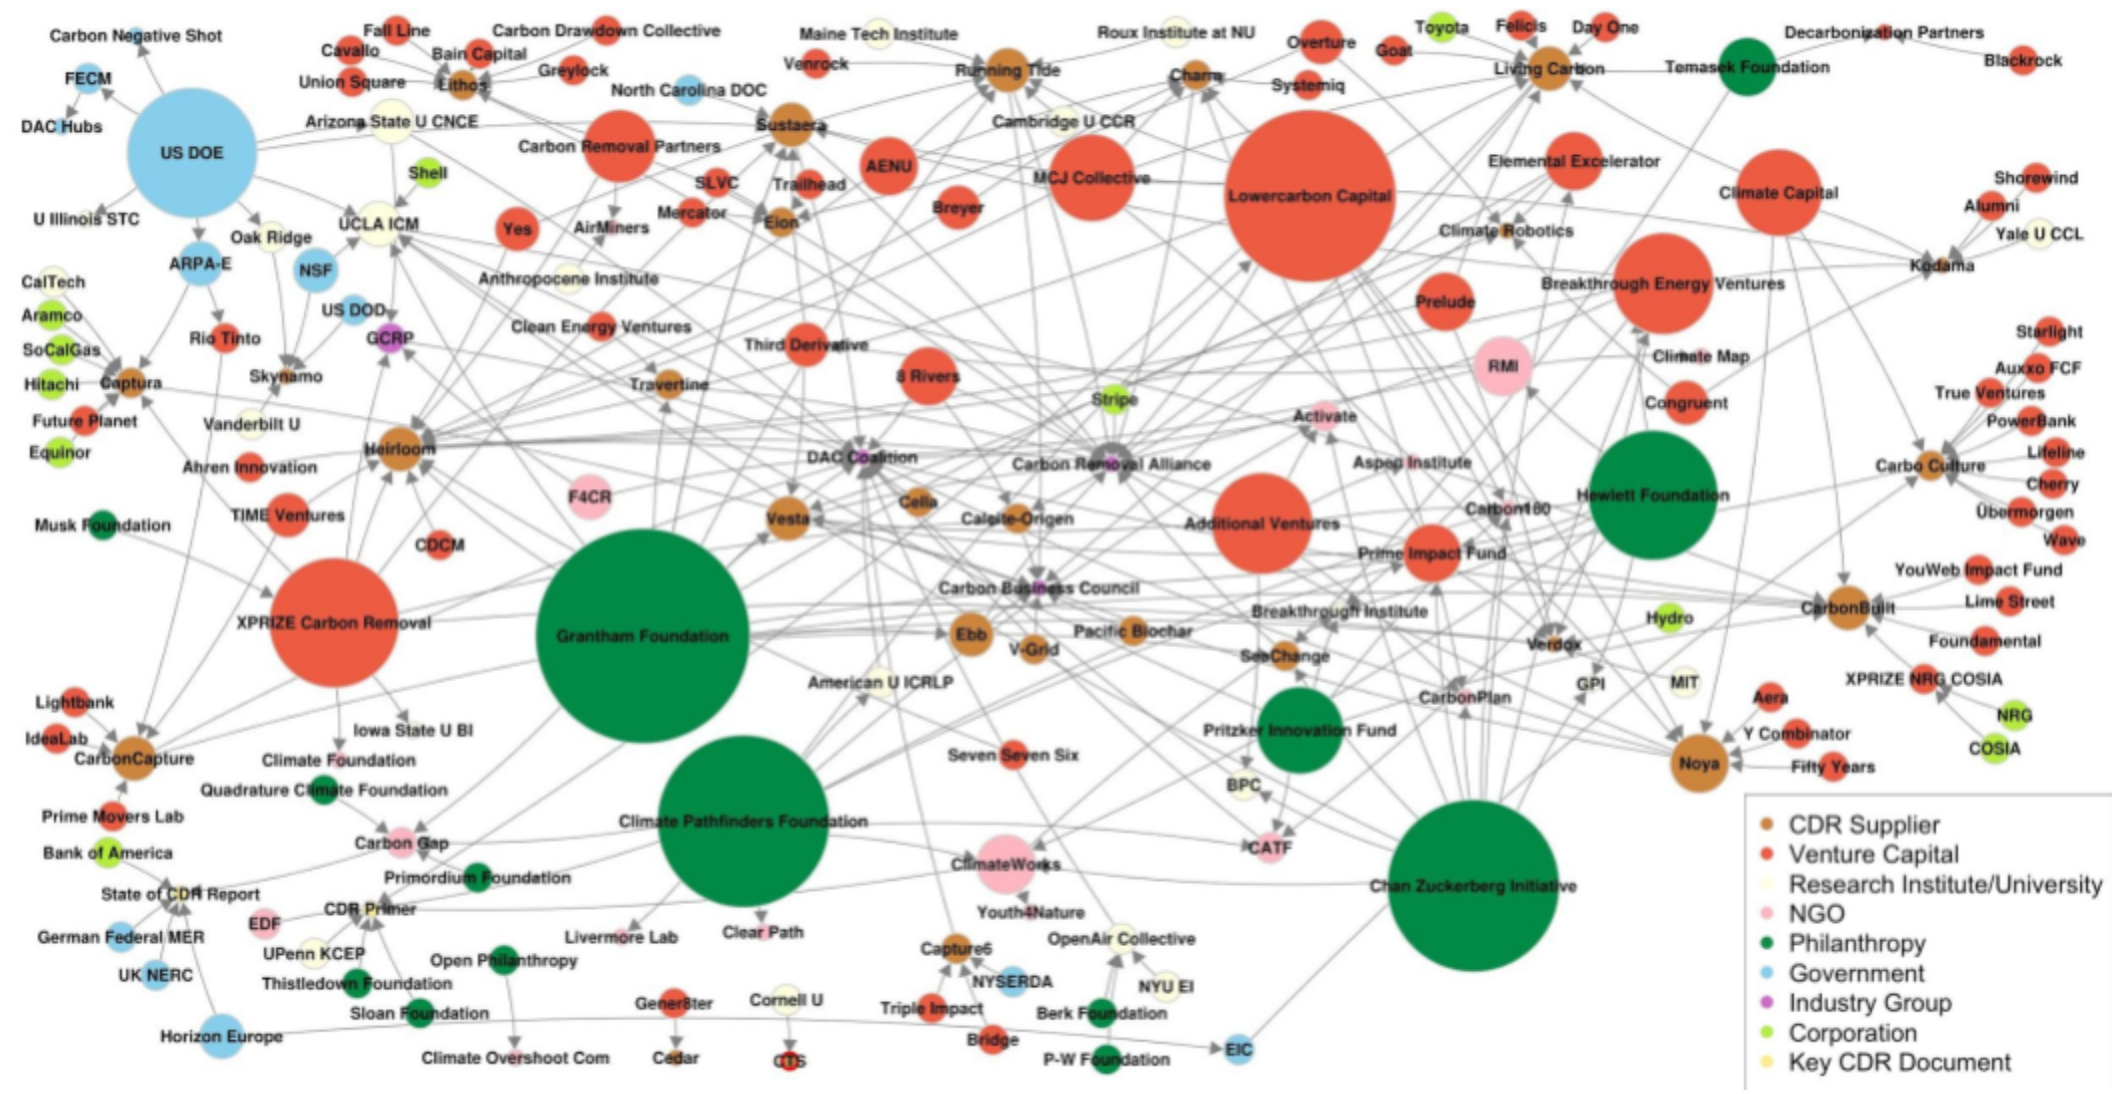 Carbon Negative Shot
Fall Line
Carbon Drawdown Collective
Maine Tech Institute
Roux Institute at NU
Toyota
Felicis
Day One
Decarbonization Partners
Cavallo
Bain Capital
Overture
Goat
FECM
Union Square
Lithos
Greylock
Venrock
Running Tide
Charm
Systemiq
Living Carbon
Temasek Foundation
Blackrock
North Carolina DOC
DAC Hubs
Arizona State U CNCE
Sustaera
Cambridge U CCR
US DOE
Carbon Removal Partners
AENU
MCJ Collective
Elemental Excelerator
Shell
SLVC
Trailhead
Lowercarbon Capital
Climate Capital
Shorewind
U Illinois STC
UCLA ICM
Yes
AirMiners
Mercator
Eion
Breyer
Climate Robotics
Alumni
Yale U CCL
Oak Ridge
ARPA-E
NSF
Anthropocene Institute
Kodama
CalTech
Breakthrough Energy Ventures
Aramco
US DOD
Clean Energy Ventures
Prelude
SoCalGas
Rio Tinto
GCRP
Third Derivative
Climate Map
Starlight
Hitachi
Captura
Skynamo
Travertine
8 Rivers
RMI
Auxxo FCF
True Ventures
Stripe
Congruent
Future Planet
Vanderbilt U
Activate
PowerBank
Equinor
Heirloom
Lifeline
Ahren Innovation
DAC Coalition
Carbon Removal Alliance
Aspen Institute
Carbo Culture
Cherry
F4CR
Hewlett Foundation
Musk Foundation
TIME Ventures
Vesta
Cella
Calcite-Origen
Additional Ventures
Carbon180
Übermorgen
CDCM
Prime Impact Fund
Wave
YouWeb Impact Fund
Carbon Business Council
XPRIZE Carbon Removal
Grantham Foundation
Ebb
V-Grid
Pacific Biochar
Breakthrough Institute
Hydro
CarbonBuilt
Lime Street
SeaChange
Verdox
Foundamental
American U ICRLP
GPI
MIT
XPRIZE NRG COSIA
Lightbank
Iowa State U BI
CarbonPlan
Aera
NRG
IdeaLab
CarbonCapture
Climate Foundation
Seven Seven Six
Pritzker Innovation Fund
Y Combinator
COSIA
Noya
Fifty Years
Quadrature Climate Foundation
BPC
Prime Movers Lab
Climate Pathfinders Foundation
Bank of America
Carbon Gap
CATF
ClimateWorks
Chan Zuckerberg Initiative
Primordium Foundation
State of CDR Report
CDR Primer
Youth4Nature
EDF
German Federal MER
Livermore Lab
Clear Path
OpenAir Collective
UPenn KCEP
Open Philanthropy
Capture6
UK NERC
Thistledown Foundation
NYSERDA
NYU EI
Gener8ter
Cornell U
Triple Impact
Sloan Foundation
Berk Foundation
Horizon Europe
Bridge
EIC
Climate Overshoot Com
Cedar
CTS
P-W Foundation
CDR Supplier
Venture Capital
Research Institute/University
NGO
Philanthropy
Government
Industry Group
Corporation
Key CDR Document